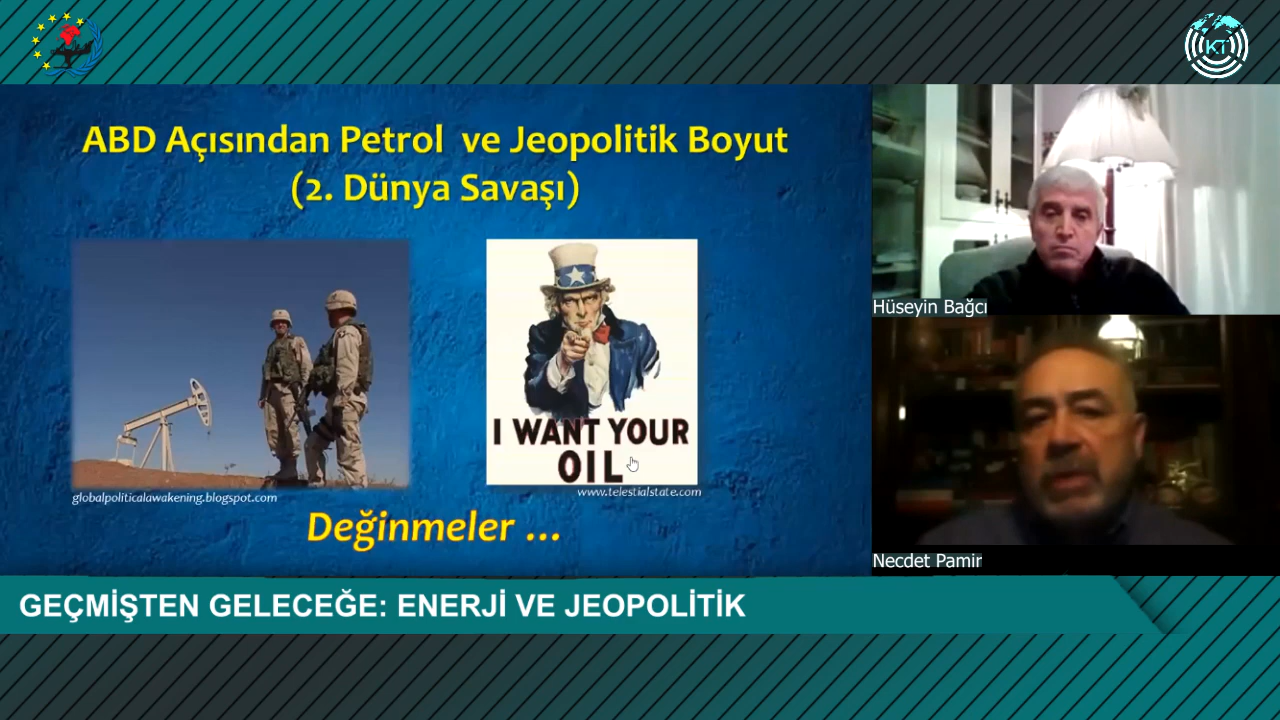 KT
ABD Açısından Petrol ve Jeopolitik Boyut
(2. Dünya Savaşı)
I WANT YOUR
OIL
globalpoliticalawakening.blogspot.com
www.telestialstate.com
Değinmeler ...
Hüseyin Bağcı
Necdet Pamir
GEÇMİŞTEN GELECEĞE: ENERJİ VE JEOPOLİTİK